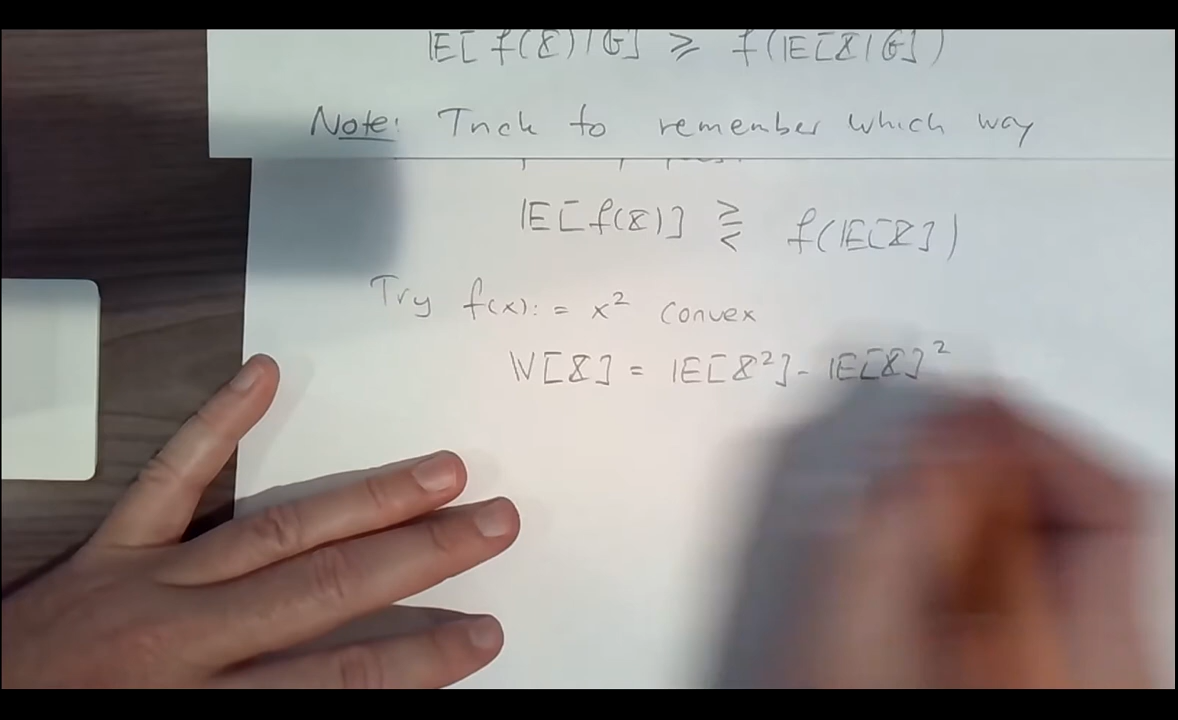 𝔼[f(X)|G] ≥ f(𝔼[X|G])
Note: Trick to remember which way
𝔼[f(X)] ≷ f(𝔼[X])
Try f(x) := x² convex
𝕍[X] = 𝔼[X²] - 𝔼[X]²